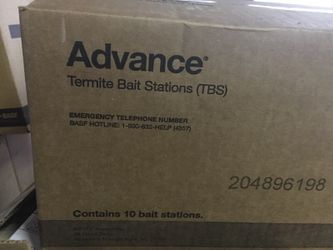 Advance®
Termite Bait Stations (TBS)
EMERGENCY TELEPHONE NUMBER
BASF HOTLINE: 1-800-832-HELP (4357)
204896198
Contains 10 bait stations.